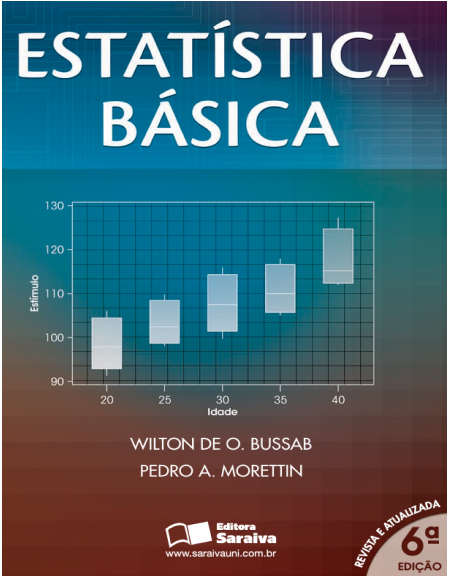 ESTATÍSTICA
BÁSICA
130
120
110
100
90
Estímulo
20 25 30 35 40
Idade
WILTON DE O. BUSSAB
PEDRO A. MORETTIN
Editora
Saraiva
www.saraivauni.com.br
REVISTA E ATUALIZADA
6ª
EDIÇÃO